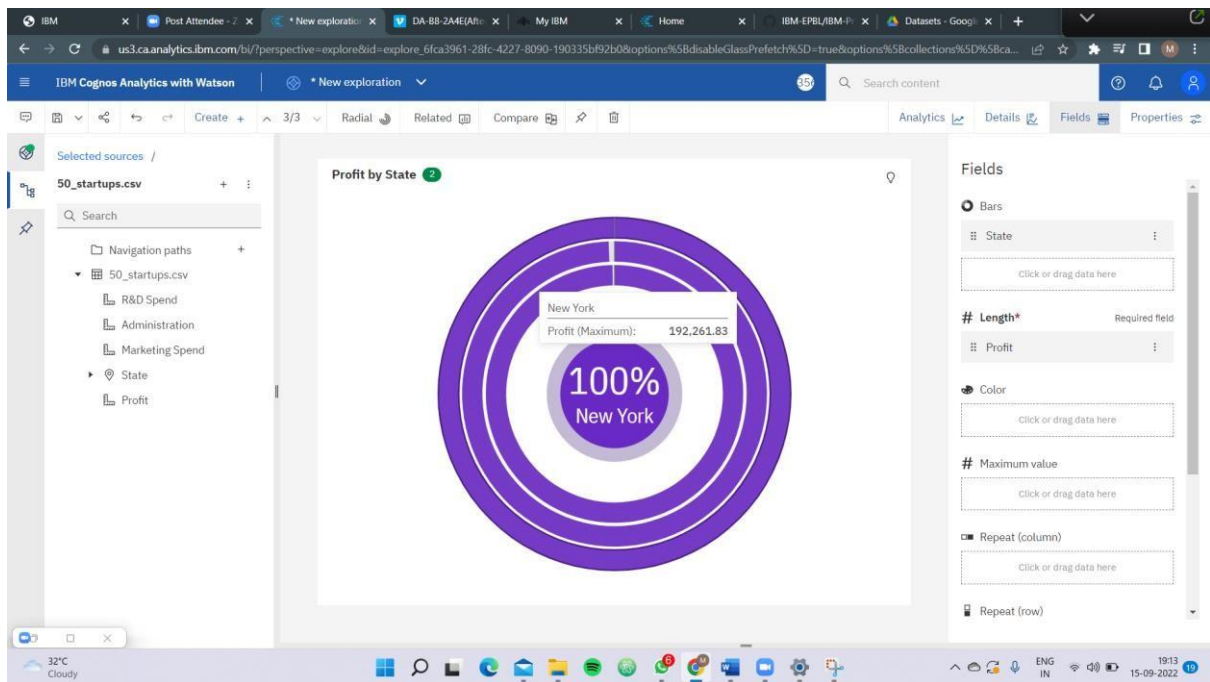 IBM
Post Attendee - Z
* New exploration
DA-B8-2A4E(Afte
My IBM
Home
IBM-EPBL/IBM-Pr
Datasets - Googl
us3.ca.analytics.ibm.com/bi/?perspective=explore&id=explore_6fca3961-28fc-4227-8090-190335bf92b0&options%5BdisableGlassPrefetch%5D=true&options%5Bcollections%5D%5Bca...
M
IBM Cognos Analytics with Watson
* New exploration
Search content
Create +
3/3
Radial
Related
Compare
Analytics
Details
Fields
Properties
Selected sources /
50_startups.csv
Search
Navigation paths
50_startups.csv
R&D Spend
Administration
Marketing Spend
State
Profit
Profit by State 2
New York
Profit (Maximum): 192,261.83
100%
New York
Fields
Bars
State
Click or drag data here
# Length* Required field
Profit
Color
Click or drag data here
# Maximum value
Click or drag data here
Repeat (column)
Click or drag data here
Repeat (row)
32°C
Cloudy
ENG
IN
19:13
15-09-2022
19